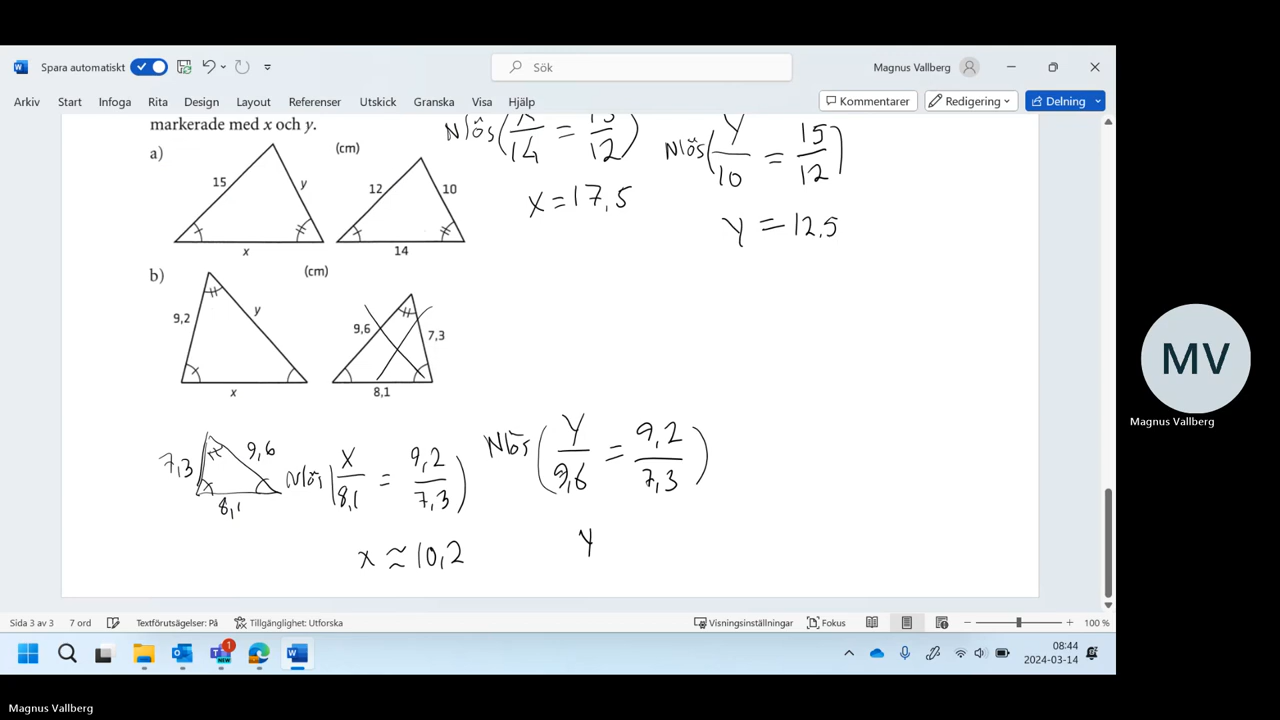 Spara automatiskt
Sök
Magnus Vallberg
Arkiv Start Infoga Rita Design Layout Referenser Utskick Granska Visa Hjälp
Kommentarer Redigering Delning
markerade med x och y.
a) (cm)
15 y 12 10
x 14
Nlös( /14 = 15/12 )
x = 17,5
Nlös( y/10 = 15/12 )
y = 12,5
b) (cm)
9,2 y 9,6 7,3
x 8,1
7,3 9,6
8,1
Nlös( x/8,1 = 9,2/7,3 )
x ≈ 10,2
Nlös( y/9,6 = 9,2/7,3 )
y
MV
Magnus Vallberg
Sida 3 av 3 7 ord Textförutsägelser: På Tillgänglighet: Utforska Visningsinställningar Fokus 100 %
1
NEW
08:44
2024-03-14
Magnus Vallberg